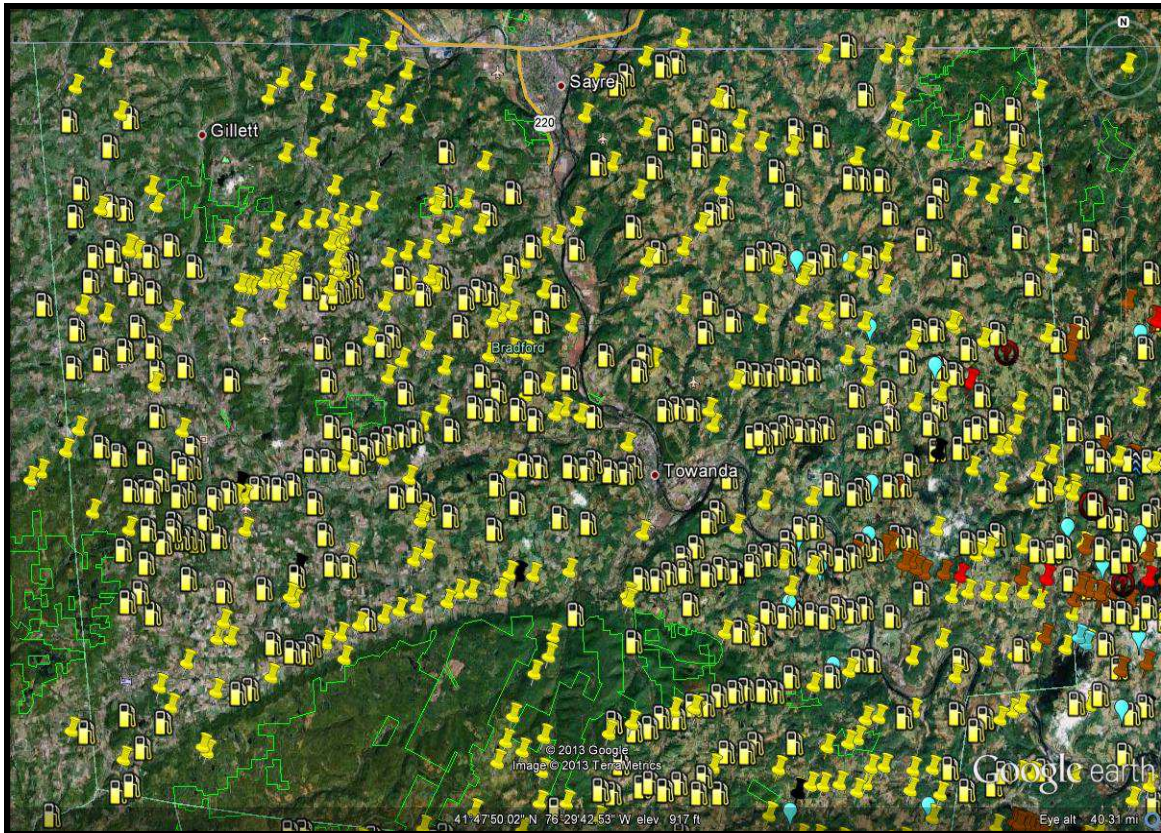 N
Sayre
Gillett
220
Bradford
Towanda
© 2013 Google
Image © 2013 TerraMetrics
Google earth
41°47'50.02" N 76°29'42.53" W elev 917 ft
Eye alt 40.31 mi